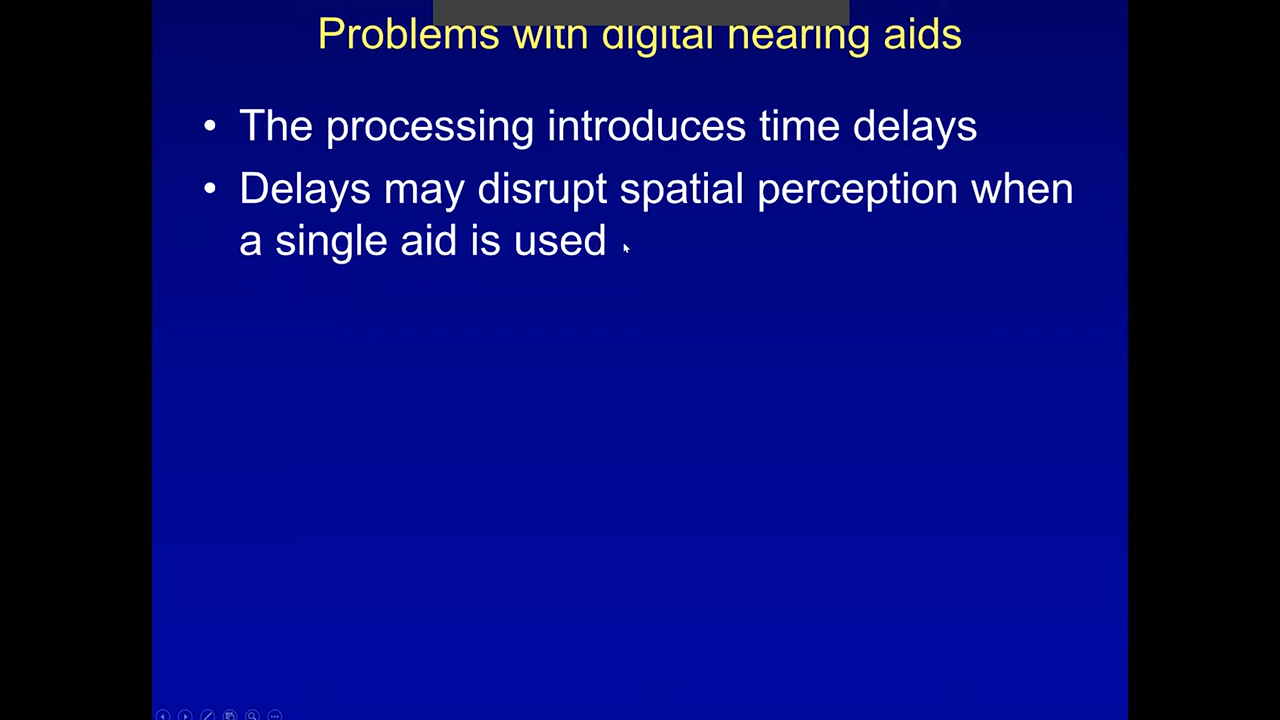 Problems with digital hearing aids
• The processing introduces time delays
• Delays may disrupt spatial perception when
a single aid is used